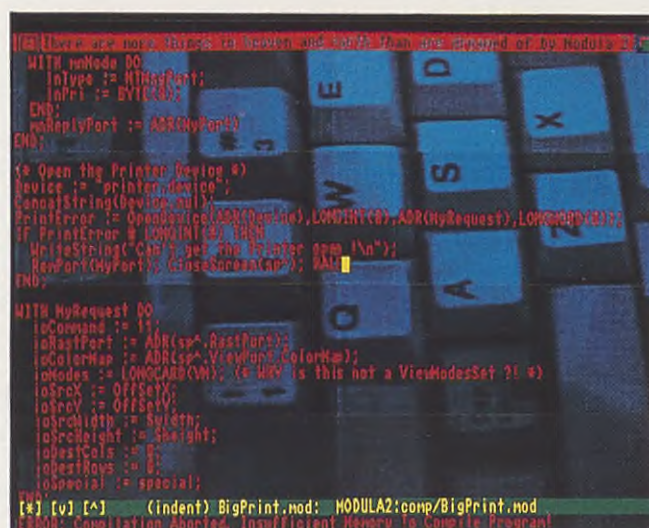 There are more things in heaven and earth than are dreamed of by Modula 2
WITH mnNode DO
lnType := NTMsgPort;
lnPri := BYTE(0);
END;
mnReplyPort := ADR(MyPort)
END;
(* Open the Printer Device *)
Device := "printer.device";
ConcatString(Device,nul);
PrintError := OpenDevice(ADR(Device),LONGINT(0),ADR(MyRequest),LONGWORD(0));
IF PrintError # LONGINT(0) THEN
WriteString("Can't get the Printer open !\n");
RemPort(MyPort); CloseScreen(sp^); HAL
END;
WITH MyRequest DO
ioCommand := 11;
ioRastPort := ADR(sp^.RastPort);
ioColorMap := ADR(sp^.ViewPort.ColorMap);
ioModes := LONGCARD(VM); (* WHY is this not a ViewModesSet ?! *)
ioSrcX := OffSetX;
ioSrcY := OffSetY;
ioSrcWidth := Swidth;
ioSrcHeight := Sheight;
ioDestCols := 0;
ioDestRows := 0;
ioSpecial := special;
END;
[*] [v] [^] (indent) BigPrint.mod: MODULA2:comp/BigPrint.mod
ERROR: Compilation Aborted. Insufficient Memory To Compile Program!
E
D
X
W
S
Z
Q
A
#
3